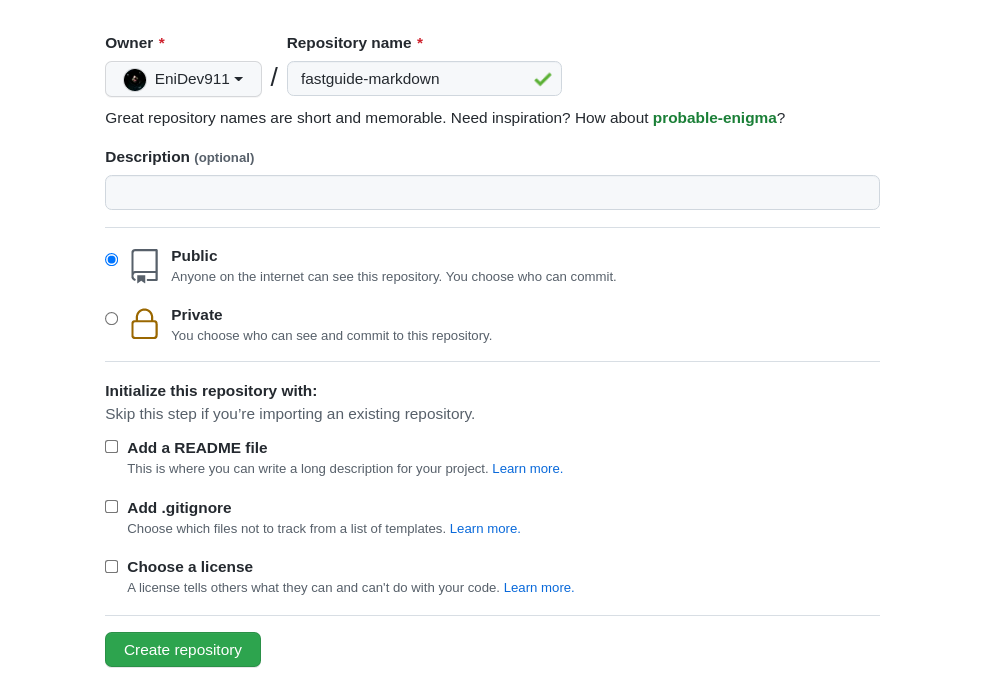 Owner * Repository name *
EniDev911 / fastguide-markdown
Great repository names are short and memorable. Need inspiration? How about probable-enigma?
Description (optional)
Public
Anyone on the internet can see this repository. You choose who can commit.
Private
You choose who can see and commit to this repository.
Initialize this repository with:
Skip this step if you’re importing an existing repository.
Add a README file
This is where you can write a long description for your project. Learn more.
Add .gitignore
Choose which files not to track from a list of templates. Learn more.
Choose a license
A license tells others what they can and can't do with your code. Learn more.
Create repository